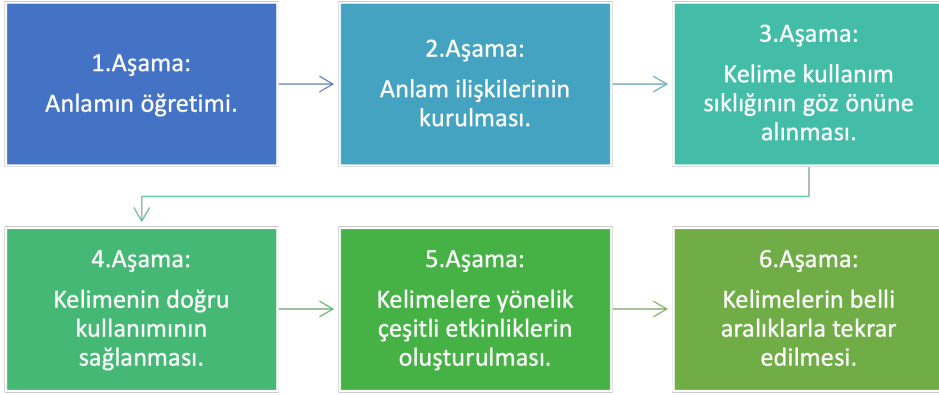 1.Aşama:
Anlamın öğretimi.
2.Aşama:
Anlam ilişkilerinin
kurulması.
3.Aşama:
Kelime kullanım
sıklığının göz önüne
alınması.
4.Aşama:
Kelimenin doğru
kullanımının
sağlanması.
5.Aşama:
Kelimelere yönelik
çeşitli etkinliklerin
oluşturulması.
6.Aşama:
Kelimelerin belli
aralıklarla tekrar
edilmesi.